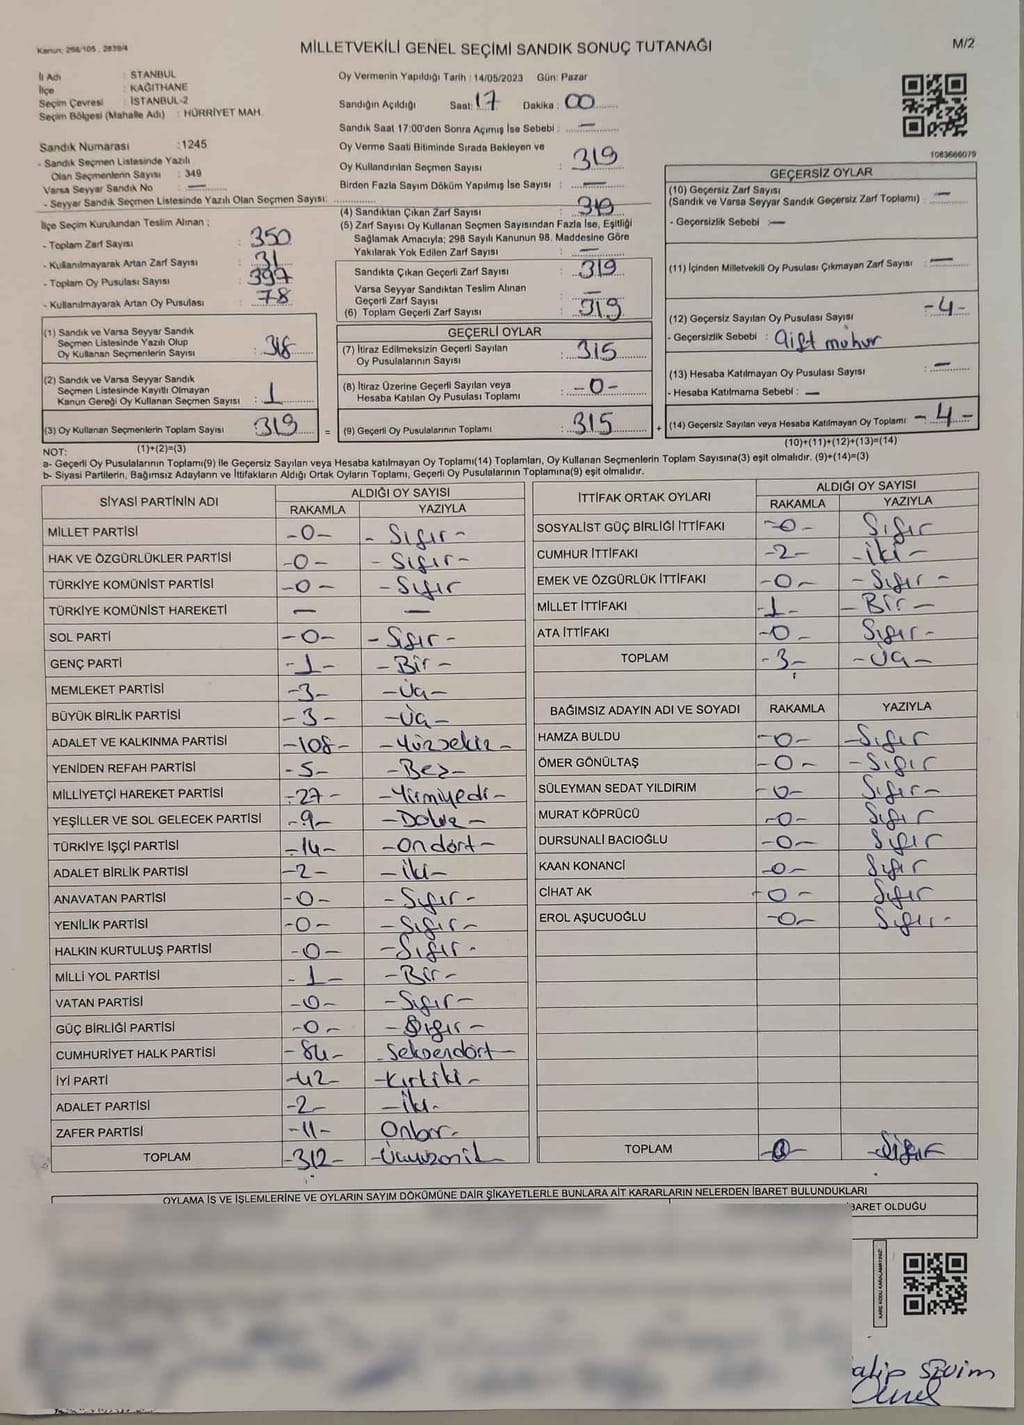 Kanun: 298/105 , 2839/4
MİLLETVEKİLİ GENEL SEÇİMİ SANDIK SONUÇ TUTANAĞI
M/2
İl Adı : STANBUL
İlçe : KAĞITHANE
Seçim Çevresi : İSTANBUL-2
Seçim Bölgesi (Mahalle Adı) : HÜRRİYET MAH.
Oy Vermenin Yapıldığı Tarih : 14/05/2023 Gün: Pazar
Sandığın Açıldığı Saat: 17 Dakika : 00
Sandık Saat 17:00'den Sonra Açımış İse Sebebi : —
Oy Verme Saati Bitiminde Sırada Bekleyen ve
Oy Kullandırılan Seçmen Sayısı : 319
Birden Fazla Sayım Döküm Yapılmış İse Sayısı : —
Sandık Numarası :1245
- Sandık Seçmen Listesinde Yazılı
Olan Seçmenlerin Sayısı : 349
Varsa Seyyar Sandık No : —
- Seyyar Sandık Seçmen Listesinde Yazılı Olan Seçmen Sayısı:
İlçe Seçim Kurulundan Teslim Alınan ;
- Toplam Zarf Sayısı : 350
- Kullanılmayarak Artan Zarf Sayısı : 31
- Toplam Oy Pusulası Sayısı : 397
- Kullanılmayarak Artan Oy Pusulası : 78
(1) Sandık ve Varsa Seyyar Sandık
Seçmen Listesinde Yazılı Olup
Oy Kullanan Seçmenlerin Sayısı : 318
(2) Sandık ve Varsa Seyyar Sandık
Seçmen Listesinde Kayıtlı Olmayan
Kanun Gereği Oy Kullanan Seçmen Sayısı : 1
(3) Oy Kullanan Seçmenlerin Toplam Sayısı : 319
(4) Sandıktan Çıkan Zarf Sayısı : 319
(5) Zarf Sayısı Oy Kullanan Seçmen Sayısından Fazla İse, Eşitliği
Sağlamak Amacıyla; 298 Sayılı Kanunun 98. Maddesine Göre
Yakılarak Yok Edilen Zarf Sayısı : —
Sandıkta Çıkan Geçerli Zarf Sayısı : 319
Varsa Seyyar Sandıktan Teslim Alınan
Geçerli Zarf Sayısı : —
(6) Toplam Geçerli Zarf Sayısı : 319
GEÇERLİ OYLAR
(7) İtiraz Edilmeksizin Geçerli Sayılan
Oy Pusulalarının Sayısı : 315
(8) İtiraz Üzerine Geçerli Sayılan veya
Hesaba Katılan Oy Pusulası Toplamı : -0-
= (9) Geçerli Oy Pusulalarının Toplamı : 315 +
1063666079
GEÇERSİZ OYLAR
(10) Geçersiz Zarf Sayısı : —
(Sandık ve Varsa Seyyar Sandık Geçersiz Zarf Toplamı)
- Geçersizlik Sebebi : —
(11) İçinden Milletvekili Oy Pusulası Çıkmayan Zarf Sayısı : —
(12) Geçersiz Sayılan Oy Pusulası Sayısı : -4-
- Geçersizlik Sebebi : Çift mühür
(13) Hesaba Katılmayan Oy Pusulası Sayısı : —
- Hesaba Katılmama Sebebi : —
(14) Geçersiz Sayılan veya Hesaba Katılmayan Oy Toplamı : -4-
NOT: (1)+(2)=(3)
(10)+(11)+(12)+(13)=(14)
a- Geçerli Oy Pusulalarının Toplamı(9) ile Geçersiz Sayılan veya Hesaba katılmayan Oy Toplamı(14) Toplamları, Oy Kullanan Seçmenlerin Toplam Sayısına(3) eşit olmalıdır. (9)+(14)=(3)
b- Siyasi Partilerin, Bağımsız Adayların ve İttifakların Aldığı Ortak Oyların Toplamı, Geçerli Oy Pusulalarının Toplamına(9) eşit olmalıdır.
SİYASİ PARTİNİN ADI ALDIĞI OY SAYISI
RAKAMLA YAZIYLA
MİLLET PARTİSİ -0- - Sıfır -
HAK VE ÖZGÜRLÜKLER PARTİSİ -0- - Sıfır -
TÜRKİYE KOMÜNİST PARTİSİ -0- - Sıfır
TÜRKİYE KOMÜNİST HAREKETİ — —
SOL PARTİ -0- - Sıfır -
GENÇ PARTİ -1- - Bir -
MEMLEKET PARTİSİ -3- - Üç -
BÜYÜK BİRLİK PARTİSİ -3- - Üç -
ADALET VE KALKINMA PARTİSİ -108- - Yüzsekiz -
YENİDEN REFAH PARTİSİ -5- - Beş -
MİLLİYETÇİ HAREKET PARTİSİ -27- - Yirmiyedi -
YEŞİLLER VE SOL GELECEK PARTİSİ -9- - Dokuz -
TÜRKİYE İŞÇİ PARTİSİ -14- - Ondört -
ADALET BİRLİK PARTİSİ -2- - İki -
ANAVATAN PARTİSİ -0- - Sıfır -
YENİLİK PARTİSİ -0- - Sıfır -
HALKIN KURTULUŞ PARTİSİ -0- - Sıfır -
MİLLİ YOL PARTİSİ -1- - Bir -
VATAN PARTİSİ -0- - Sıfır -
GÜÇ BİRLİĞİ PARTİSİ -0- - Sıfır -
CUMHURİYET HALK PARTİSİ -84- - Seksendört -
İYİ PARTİ -42- - Kırkiki -
ADALET PARTİSİ -2- - İki -
ZAFER PARTİSİ -11- Onbir -
TOPLAM -312- - Üçyüzoniki
İTTİFAK ORTAK OYLARI ALDIĞI OY SAYISI
RAKAMLA YAZIYLA
SOSYALİST GÜÇ BİRLİĞİ İTTİFAKI -0- Sıfır
CUMHUR İTTİFAKI -2- - İki -
EMEK VE ÖZGÜRLÜK İTTİFAKI -0- - Sıfır -
MİLLET İTTİFAKI -1- - Bir -
ATA İTTİFAKI -0- Sıfır -
TOPLAM -3- - Üç -
BAĞIMSIZ ADAYIN ADI VE SOYADI RAKAMLA YAZIYLA
HAMZA BULDU -0- - Sıfır
ÖMER GÖNÜLTAŞ -0- - Sıfır
SÜLEYMAN SEDAT YILDIRIM -0- Sıfır -
MURAT KÖPRÜCÜ -0- Sıfır
DURSUNALİ BACIOĞLU -0- Sıfır
KAAN KONANCİ -0- Sıfır
CİHAT AK -0- Sıfır
EROL AŞUCUOĞLU -0- Sıfır -
TOPLAM -0- - Sıfır
OYLAMA İŞ VE İŞLEMLERİNE VE OYLARIN SAYIM DÖKÜMÜNE DAİR ŞİKAYETLERLE BUNLARA AİT KARARLARIN NELERDEN İBARET BULUNDUKLARI
BARET OLDUĞU
alip SEVim